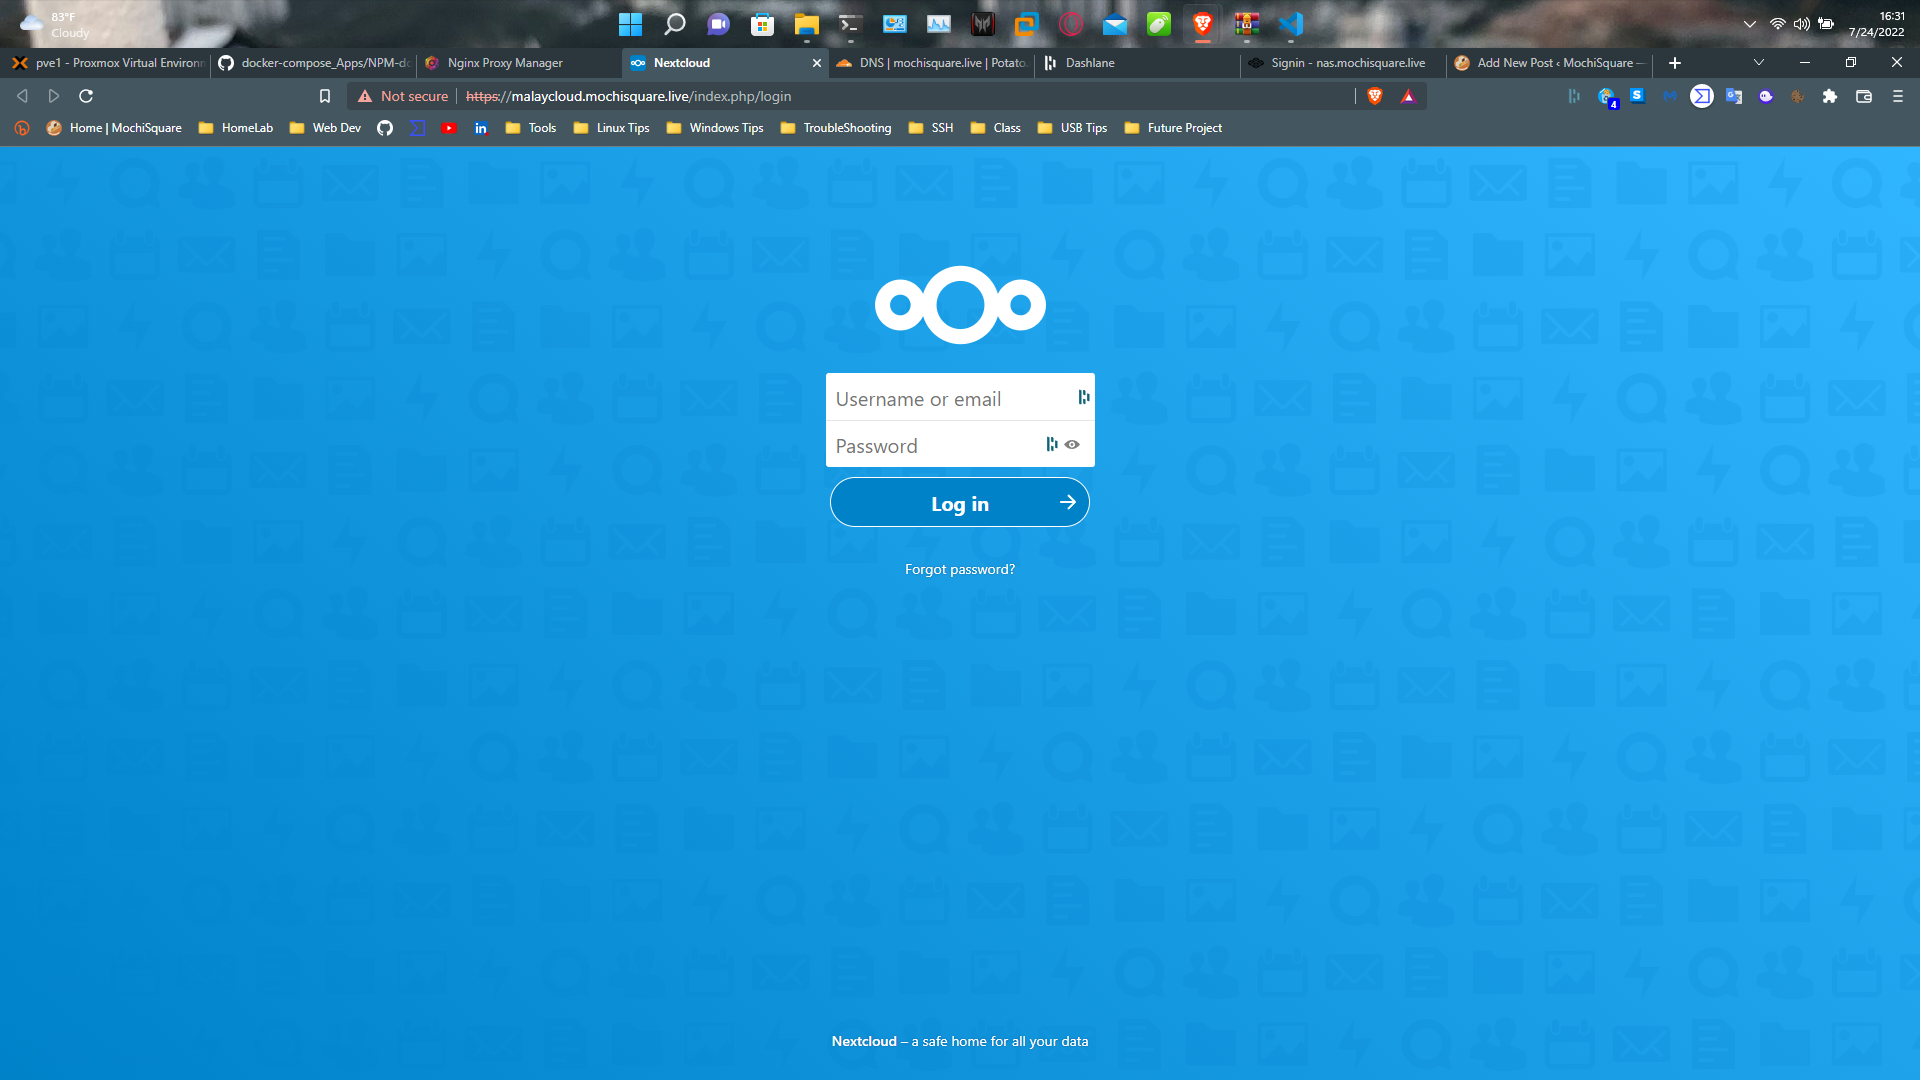 83°F
Cloudy
16:31
7/24/2022
pve1 - Proxmox Virtual Environm
docker-compose_Apps/NPM-do
Nginx Proxy Manager
Nextcloud
DNS | mochisquare.live | Potato.
Dashlane
Signin - nas.mochisquare.live
Add New Post ‹ MochiSquare —
Not secure
https://malaycloud.mochisquare.live/index.php/login
4
Home | MochiSquare
HomeLab
Web Dev
Tools
Linux Tips
Windows Tips
TroubleShooting
SSH
Class
USB Tips
Future Project
Username or email
Password
Log in
Forgot password?
Nextcloud – a safe home for all your data